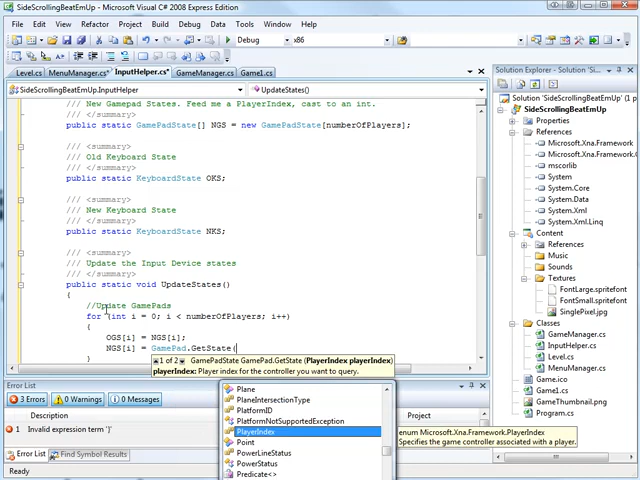 SideScrollingBeatEmUp - Microsoft Visual C# 2008 Express Edition
File Edit View Refactor Project Build Debug Data Tools Window Help
Debug x86
Level.cs MenuManager.cs* InputHelper.cs* GameManager.cs* Game1.cs*
SideScrollingBeatEmUp.InputHelper UpdateStates()
/// New Gamepad States. Feed me a PlayerIndex, cast to an int.
/// </summary>
public static GamePadState[] NGS = new GamePadState[numberOfPlayers];
/// <summary>
/// Old Keyboard State
/// </summary>
public static KeyboardState OKS;
/// <summary>
/// New Keyboard State
/// </summary>
public static KeyboardState NKS;
/// <summary>
/// Update the Input Device states
/// </summary>
public static void UpdateStates()
{
//Update GamePads
for (int i = 0; i < numberOfPlayers; i++)
{
OGS[i] = NGS[i];
NGS[i] = GamePad.GetState(
}
1 of 2 GamePadState GamePad.GetState (PlayerIndex playerIndex)
playerIndex: Player index for the controller you want to query.
Plane
PlaneIntersectionType
PlatformID
PlatformNotSupportedException
PlayerIndex
Point
PowerLineStatus
PowerStatus
Predicate<>
enum Microsoft.Xna.Framework.PlayerIndex
Specifies the game controller associated with a player.
Error List
3 Errors 0 Warnings 0 Messages
Description Project
1 Invalid expression term ')'
Error List Find Symbol Results
Ready
Solution Explorer - SideScrollingBeatEmUp
Solution 'SideScrollingBeatEmUp'
SideScrollingBeatEmUp
Properties
References
Microsoft.Xna.Framework
Microsoft.Xna.Framework
mscorlib
System
System.Core
System.Data
System.Xml
System.Xml.Linq
Content
References
Music
Sounds
Textures
FontLarge.spritefont
FontSmall.spritefont
SinglePixel.jpg
Classes
GameManager.cs
InputHelper.cs
Level.cs
MenuManager.cs
Game.ico
Game1.cs
GameThumbnail.png
Program.cs